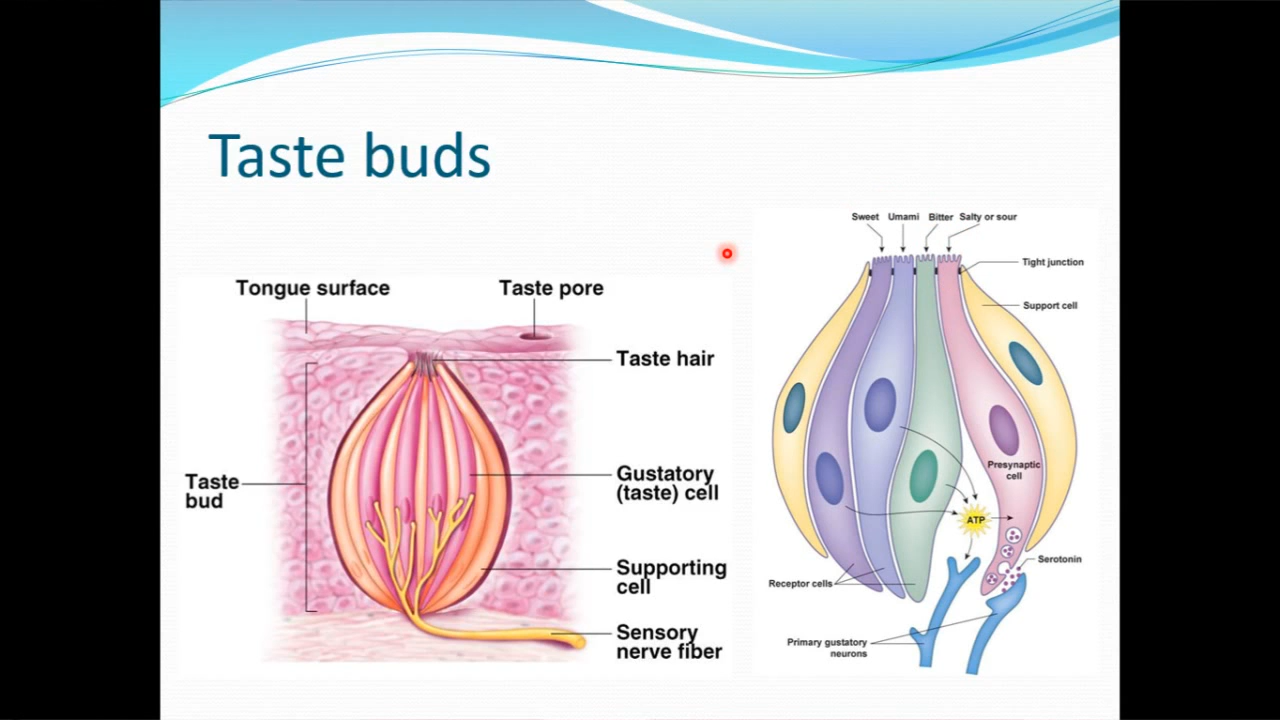 Taste buds
Tongue surface
Taste pore
Taste hair
Taste
bud
Gustatory
(taste) cell
Supporting
cell
Sensory
nerve fiber
Sweet
Umami
Bitter
Salty or sour
Tight junction
Support cell
Presynaptic
cell
ATP
Serotonin
Receptor cells
Primary gustatory
neurons